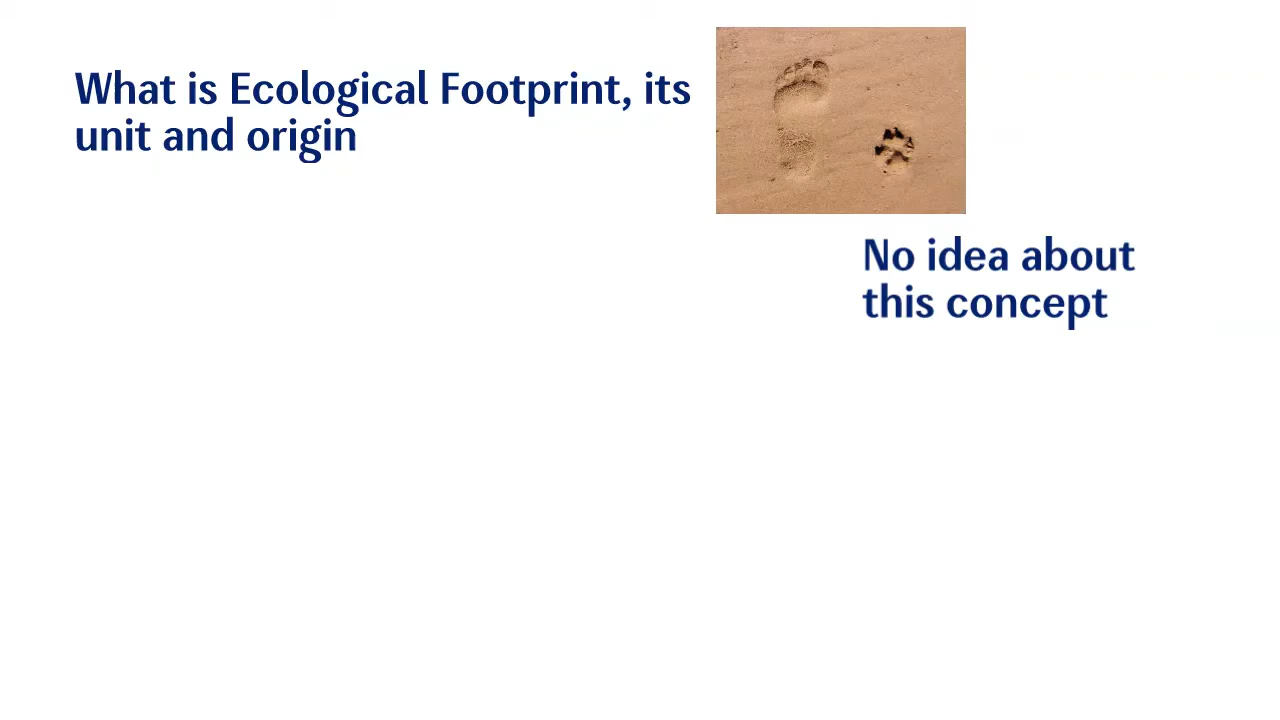 What is Ecological Footprint, its
unit and origin
No idea about
this concept